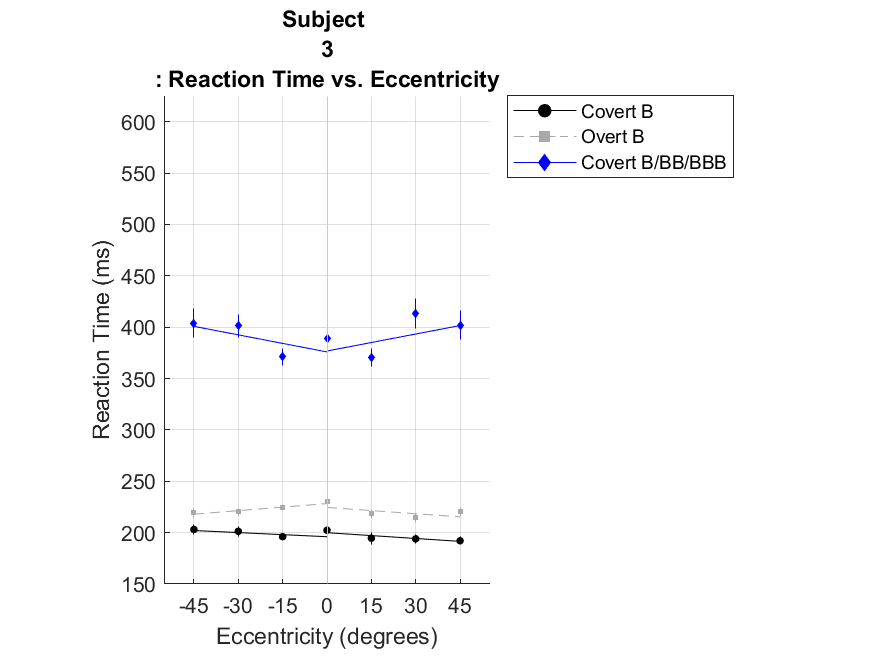 Subject
3
: Reaction Time vs. Eccentricity
Covert B
Overt B
Covert B/BB/BBB
600
550
500
450
400
350
300
250
200
150
Reaction Time (ms)
-45 -30 -15 0 15 30 45
Eccentricity (degrees)